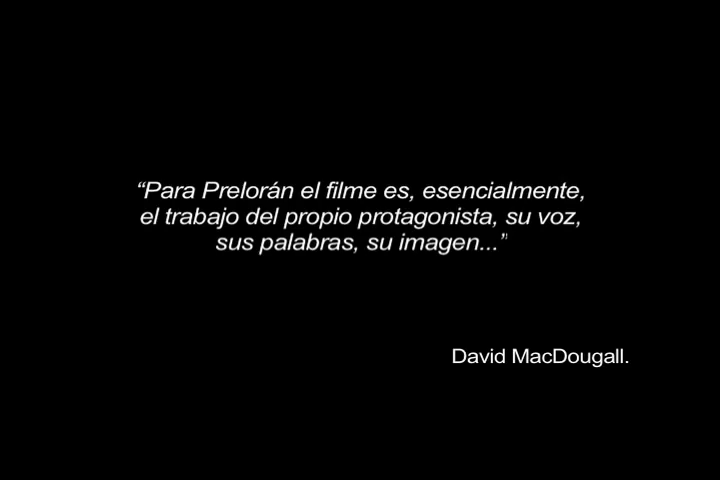 “Para Prelorán el filme es, esencialmente,
el trabajo del propio protagonista, su voz,
sus palabras, su imagen...”
David MacDougall.